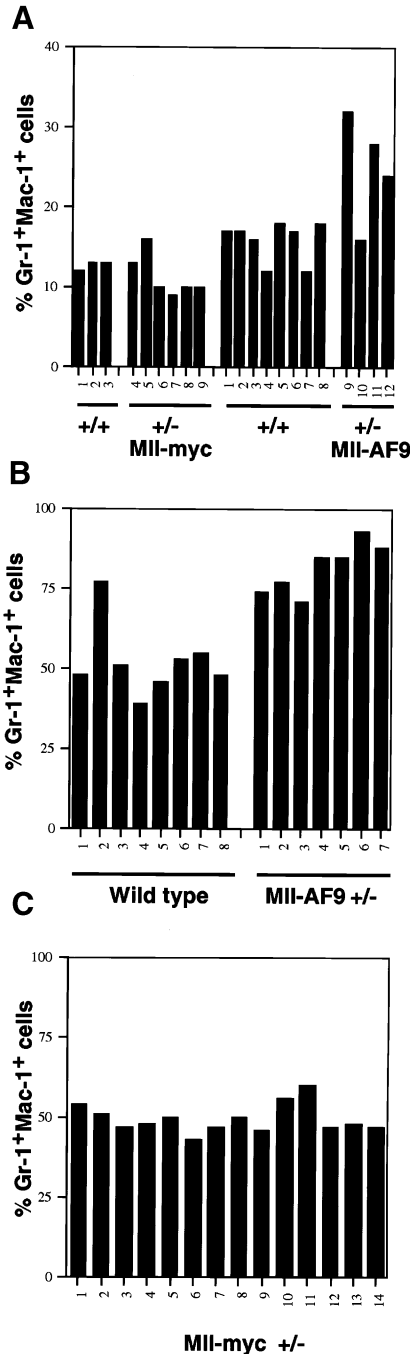 A
% Gr-1+Mac-1+ cells
40
30
20
10
0
1 2 3 4 5 6 7 8 9 1 2 3 4 5 6 7 8 9 10 11 12
+/+ +/- +/+ +/-
Mll-myc Mll-AF9
B
% Gr-1+Mac-1+ cells
100
75
50
25
0
1 2 3 4 5 6 7 8 1 2 3 4 5 6 7
Wild type Mll-AF9 +/-
C
% Gr-1+Mac-1+ cells
100
75
50
25
0
1 2 3 4 5 6 7 8 9 10 11 12 13 14
Mll-myc +/-